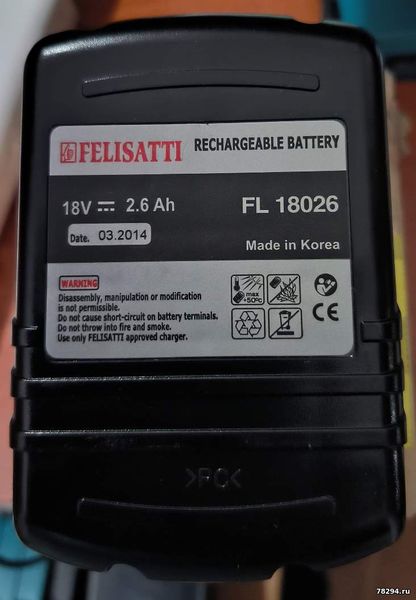 FELISATTI RECHARGEABLE BATTERY
18V 2.6 Ah FL 18026
Date. 03.2014
Made in Korea
WARNING
Disassembly, manipulation or modification
is not permissible.
Do not cause short-circuit on battery terminals.
Do not throw into fire and smoke.
Use only FELISATTI approved charger.
max
+50°C
CE
>PC<
78294.ru